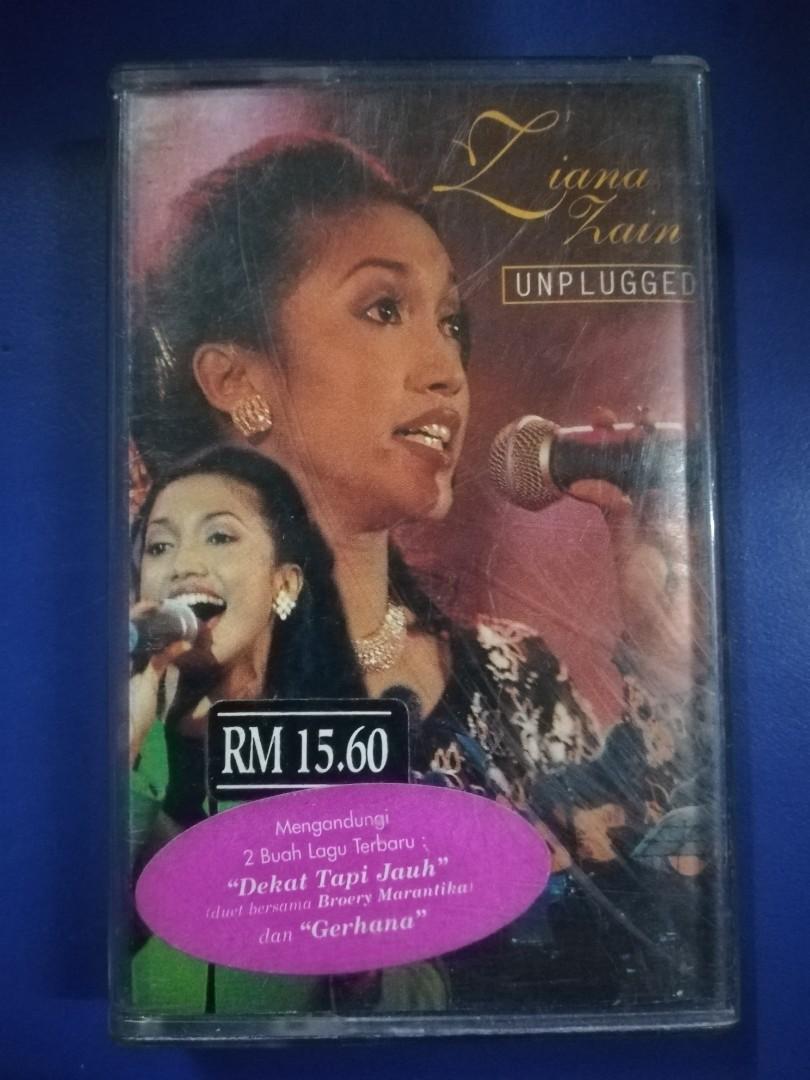 Ziana
Zain
UNPLUGGED
RM 15.60
Mengandungi
2 Buah Lagu Terbaru :
“Dekat Tapi Jauh”
(duet bersama Broery Marantika)
dan “Gerhana”